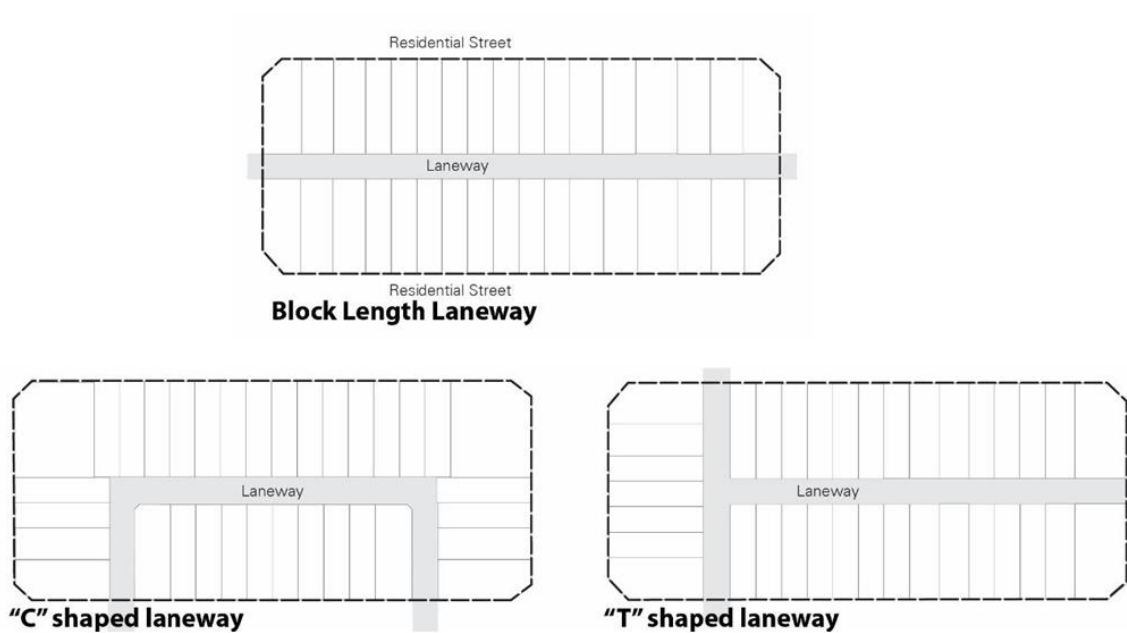 Residential Street
Laneway
Residential Street
Block Length Laneway
Laneway
Laneway
“C” shaped laneway
“T” shaped laneway